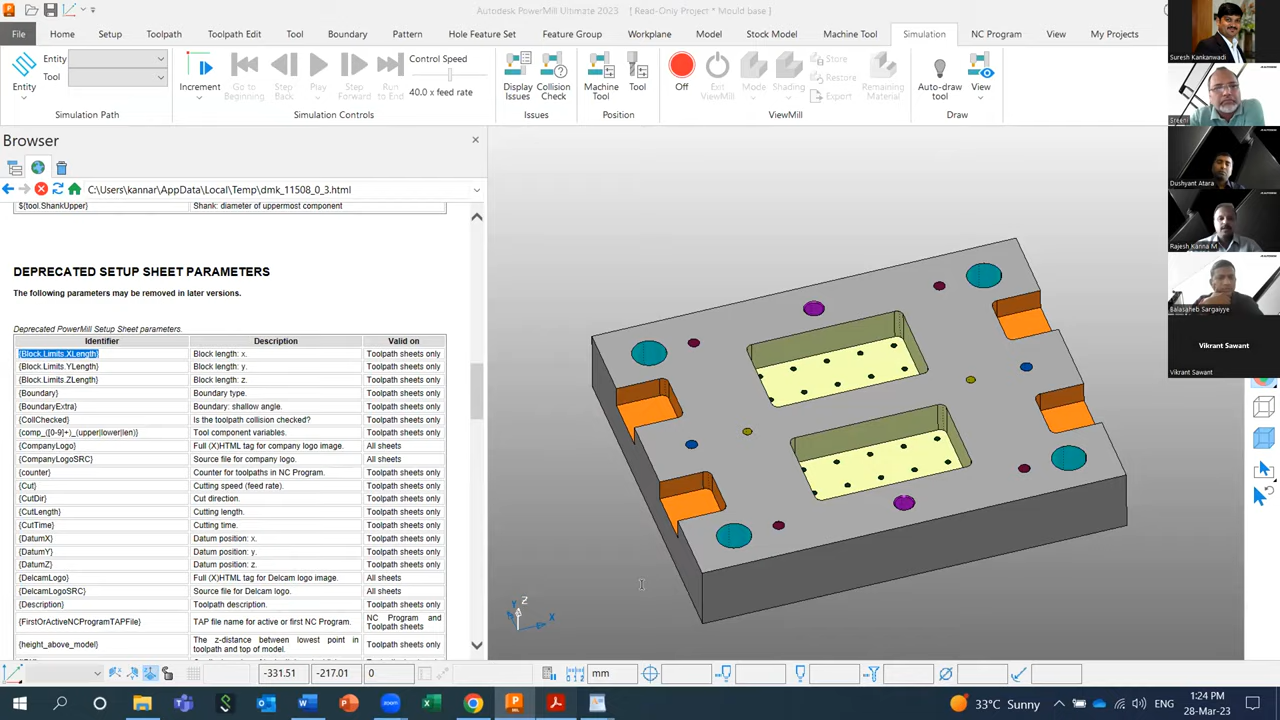 Autodesk PowerMill Ultimate 2023 [ Read-Only Project * Mould base ]
File Home Setup Toolpath Toolpath Edit Tool Boundary Pattern Hole Feature Set Feature Group Workplane Model Stock Model Machine Tool Simulation NC Program View My Projects
Entity
Tool
Entity
Increment
Go to Beginning
Step Back
Play
Step Forward
Run to End
Control Speed
40.0 x feed rate
Display Issues
Collision Check
Machine Tool
Tool
Off
Exit ViewMill
Mode
Shading
Store
Restore
Export
Remaining Material
Auto-draw tool
View
Simulation Path
Simulation Controls
Issues
Position
ViewMill
Draw
Browser
C:\Users\kannar\AppData\Local\Temp\dmk_11508_0_3.html
${tool.ShankUpper} Shank: diameter of uppermost component
DEPRECATED SETUP SHEET PARAMETERS
The following parameters may be removed in later versions.
Deprecated PowerMill Setup Sheet parameters.
Identifier Description Valid on
{Block.Limits.XLength} Block length: x. Toolpath sheets only
{Block.Limits.YLength} Block length: y. Toolpath sheets only
{Block.Limits.ZLength} Block length: z. Toolpath sheets only
{Boundary} Boundary type. Toolpath sheets only
{BoundaryExtra} Boundary: shallow angle. Toolpath sheets only
{CollChecked} Is the toolpath collision checked? Toolpath sheets only
{comp_([0-9]+)_(upper|lower|len)} Tool component variables. Toolpath sheets only
{CompanyLogo} Full (X)HTML tag for company logo image. All sheets
{CompanyLogoSRC} Source file for company logo. All sheets
{counter} Counter for toolpaths in NC Program. Toolpath sheets only
{Cut} Cutting speed (feed rate). Toolpath sheets only
{CutDir} Cut direction. Toolpath sheets only
{CutLength} Cutting length. Toolpath sheets only
{CutTime} Cutting time. Toolpath sheets only
{DatumX} Datum position: x. Toolpath sheets only
{DatumY} Datum position: y. Toolpath sheets only
{DatumZ} Datum position: z. Toolpath sheets only
{DelcamLogo} Full (X)HTML tag for Delcam logo image. All sheets
{DelcamLogoSRC} Source file for Delcam logo. All sheets
{Description} Toolpath description. Toolpath sheets only
{FirstOrActiveNCProgramTAPFile} TAP file name for active or first NC Program. NC Program and Toolpath sheets
{height_above_model} The z-distance between lowest point in toolpath and top of model. Toolpath sheets only
Z
Y
X
Suresh Kankanwadi
Sreeni
Dushyant Atara
Rajesh Kanna M
Balasaheb Sargaiyye
Vikrant Sawant
Vikrant Sawant
-331.51 -217.01 0 mm
33°C Sunny
ENG
1:24 PM
28-Mar-23